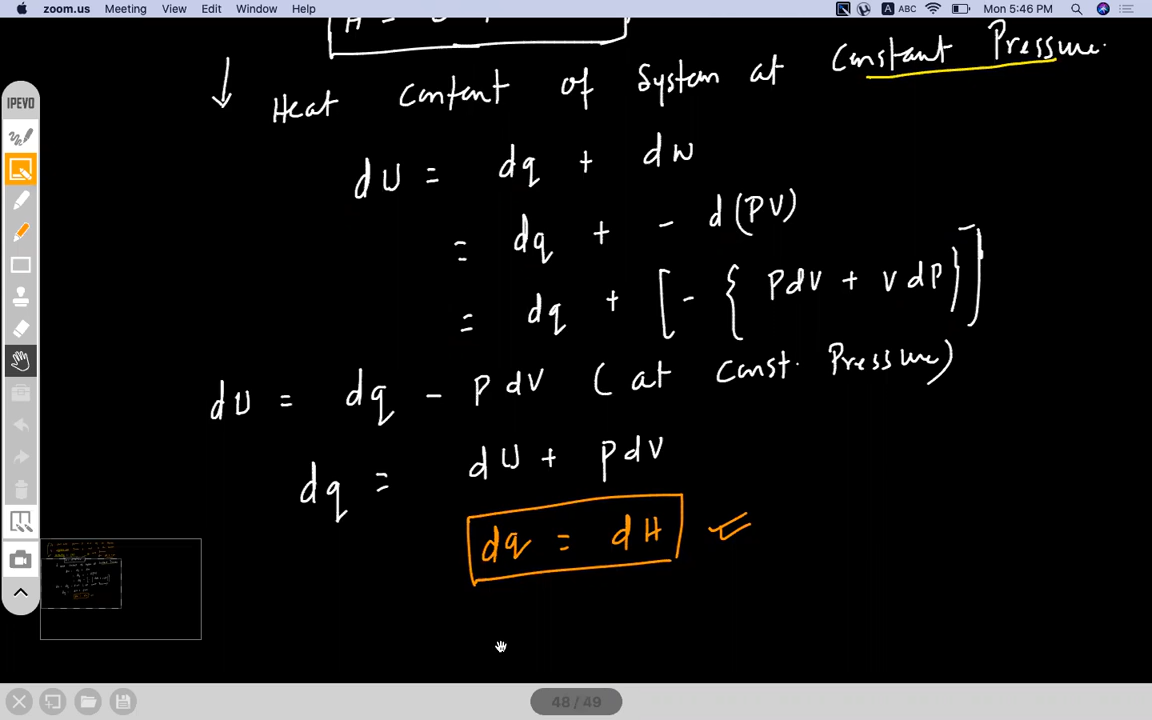 zoom.us Meeting View Edit Window Help
ABC Mon 5:46 PM
IPEVO
H =
Heat Content of System at Constant Pressure.
dU = dq + dW
= dq + - d(PV)
= dq + [- { PdV + VdP}]
dU = dq - PdV (at Const. Pressure)
dq = dU + PdV
dq = dH
48 / 49